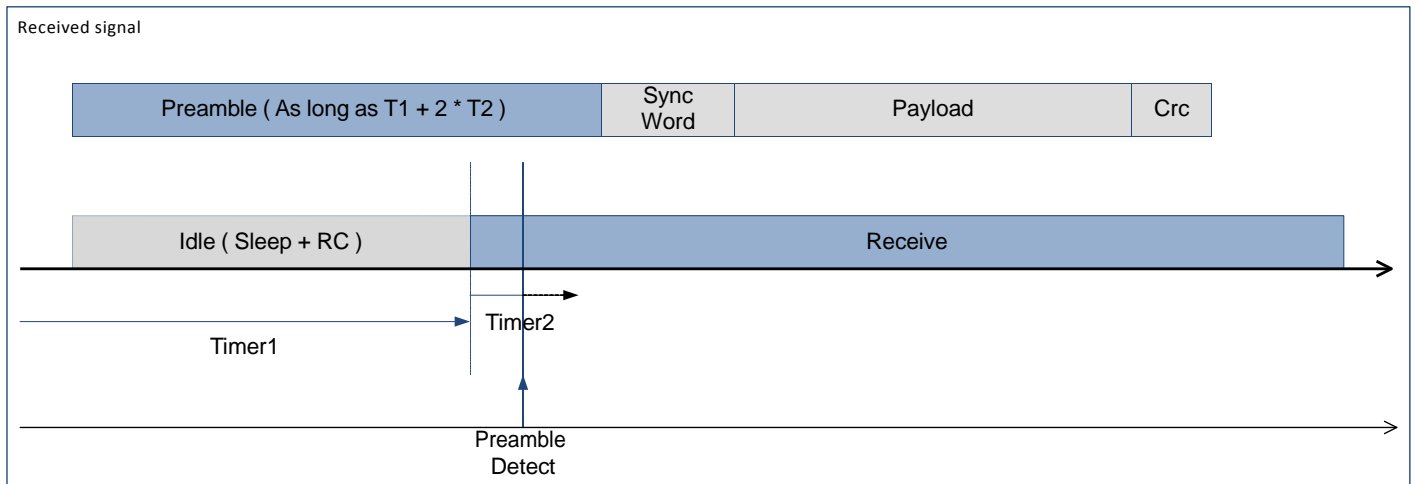 Received signal
Preamble ( As long as T1 + 2 * T2 )
Sync
Word
Payload
Crc
Idle ( Sleep + RC )
Receive
Timer2
Timer1
Preamble
Detect